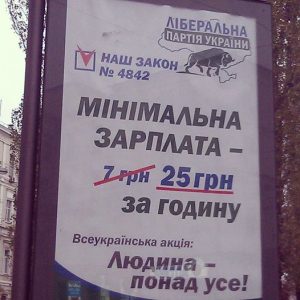 ЛІБЕРАЛЬНА
ПАРТІЯ УКРАЇНИ
НАШ ЗАКОН
№ 4842
МІНІМАЛЬНА
ЗАРПЛАТА –
7 грн 25 грн
за годину
Всеукраїнська акція:
Людина –
понад усе!